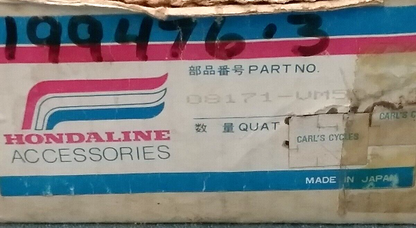 199476.3
部品番号 PART NO.
08171-VM5
HONDALINE
ACCESSORIES
数 量 QUAT
CARL'S C
CARL'S CYCLES
MADE IN JAPAN